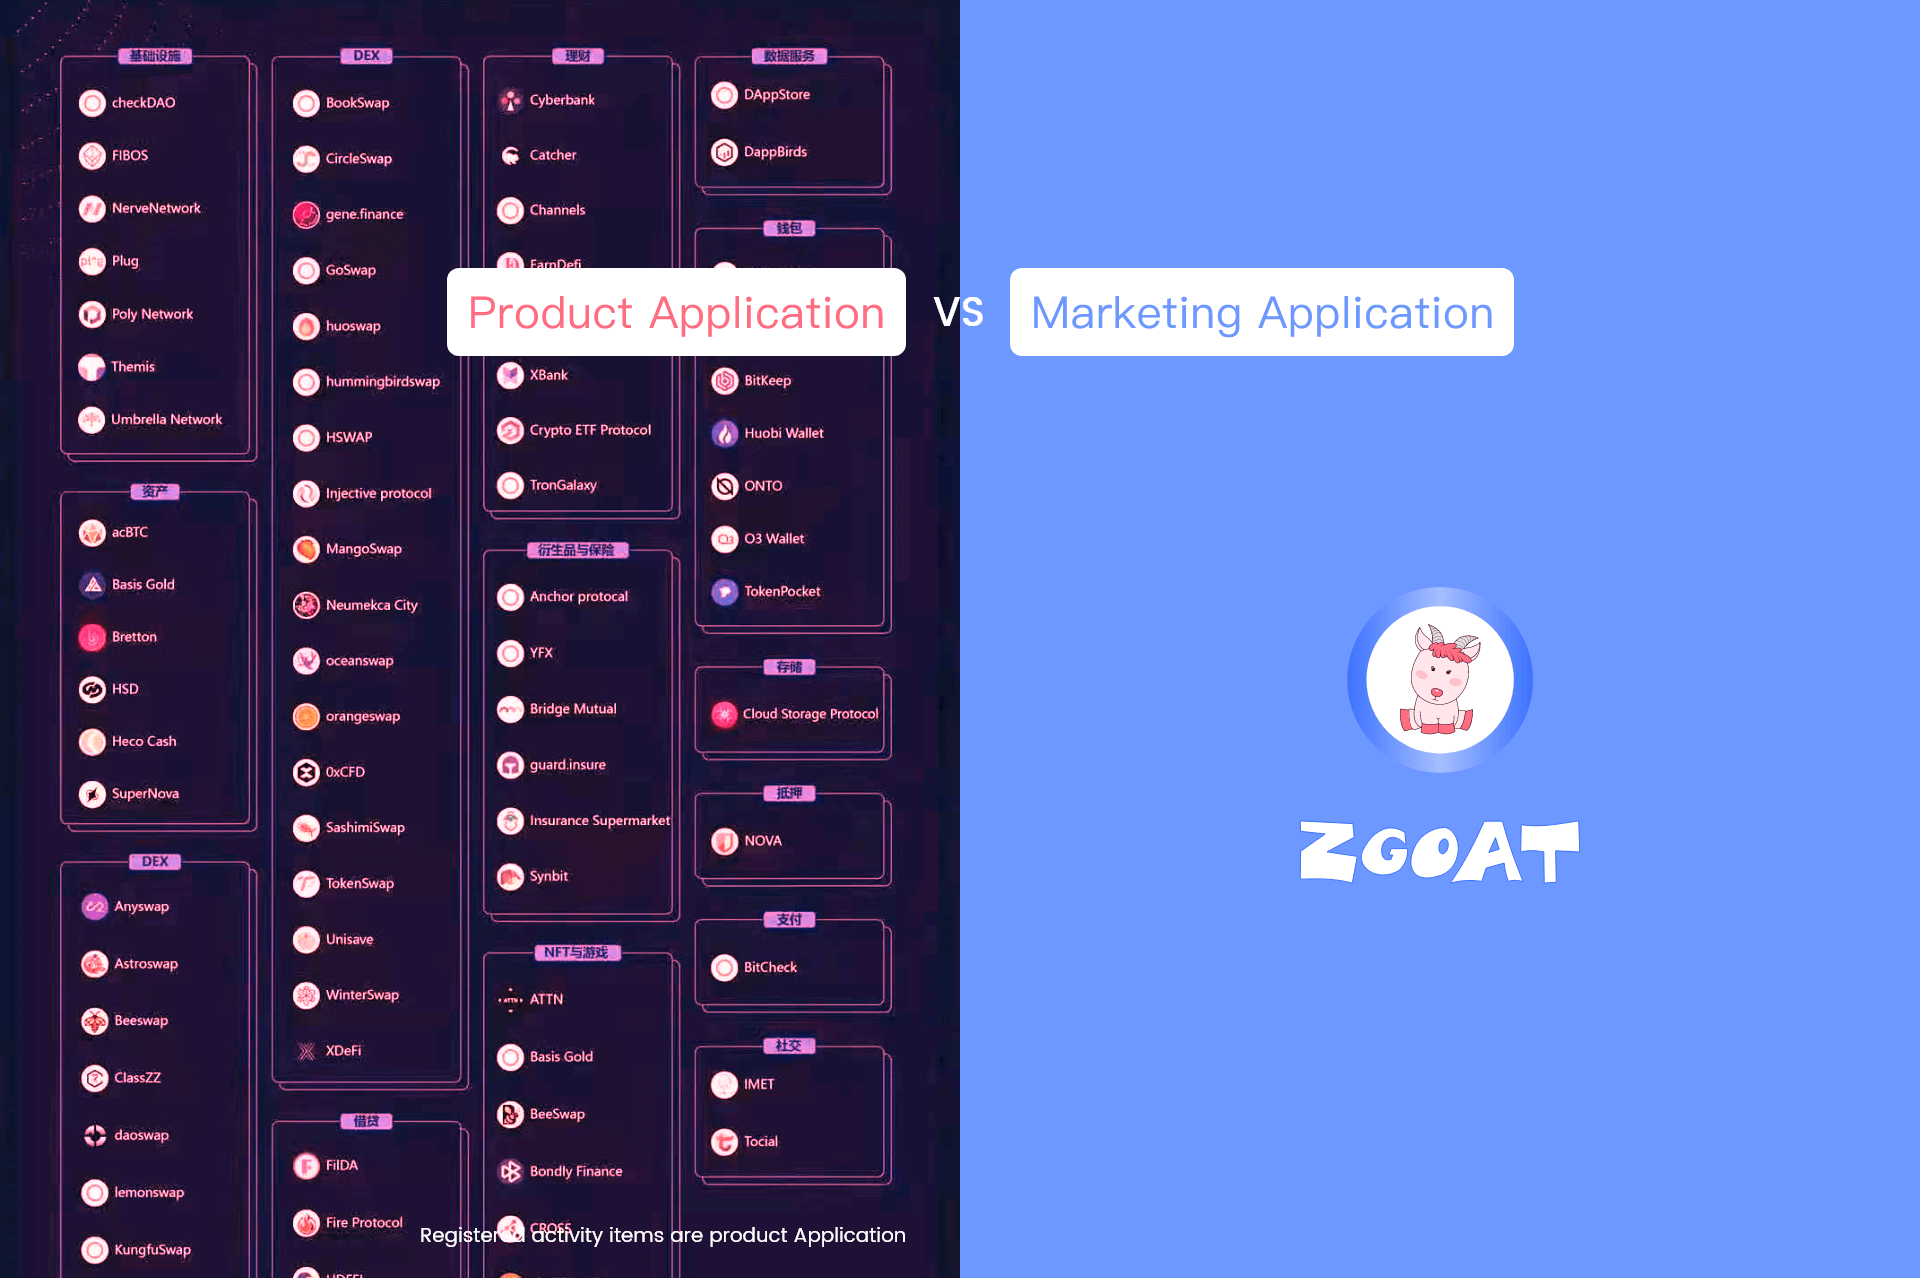 基础设施
checkDAO
FIBOS
NerveNetwork
Plug
Poly Network
Themis
Umbrella Network
资产
acBTC
Basis Gold
Bretton
HSD
Heco Cash
SuperNova
DEX
Anyswap
Astroswap
Beeswap
ClassZZ
daoswap
lemonswap
KungfuSwap
DEX
BookSwap
CircleSwap
gene.finance
GoSwap
huoswap
hummingbirdswap
HSWAP
Injective protocol
MangoSwap
Neumekca City
oceanswap
orangeswap
0xCFD
SashimiSwap
TokenSwap
Unisave
WinterSwap
XDeFi
借贷
FilDA
Fire Protocol
理财
Cyberbank
Catcher
Channels
EarnDefi
XBank
Crypto ETF Protocol
TronGalaxy
衍生品与保险
Anchor protocal
YFX
Bridge Mutual
guard.insure
Insurance Supermarket
Synbit
NFT与游戏
ATTN
ATTN
Basis Gold
BeeSwap
Bondly Finance
CROSS
数据服务
DAppStore
DappBirds
钱包
BitKeep
Huobi Wallet
ONTO
O3 Wallet
TokenPocket
存储
Cloud Storage Protocol
抵押
NOVA
支付
BitCheck
社交
IMET
Tocial
Product Application
VS
Marketing Application
ZGOAT
Registered activity items are product Application